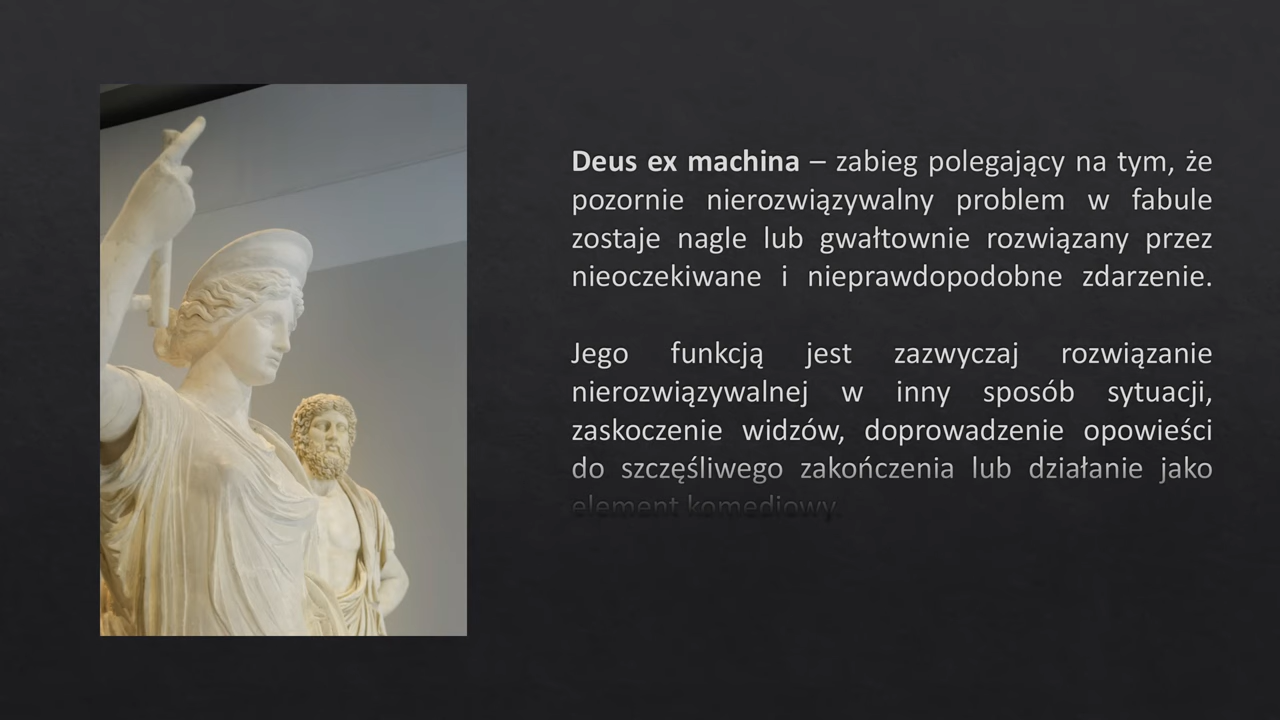 Deus ex machina – zabieg polegający na tym, że
pozornie nierozwiązywalny problem w fabule
zostaje nagle lub gwałtownie rozwiązany przez
nieoczekiwane i nieprawdopodobne zdarzenie.
Jego funkcją jest zazwyczaj rozwiązanie
nierozwiązywalnej w inny sposób sytuacji,
zaskoczenie widzów, doprowadzenie opowieści
do szczęśliwego zakończenia lub działanie jako
element komediowy.